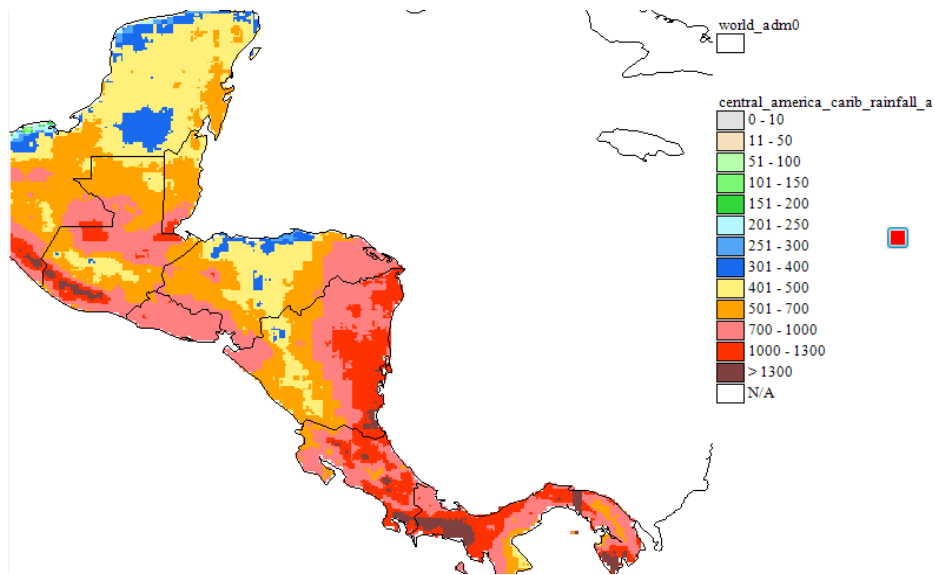 world_adm0
central_america_carib_rainfall_a
0 - 10
11 - 50
51 - 100
101 - 150
151 - 200
201 - 250
251 - 300
301 - 400
401 - 500
501 - 700
700 - 1000
1000 - 1300
> 1300
N/A